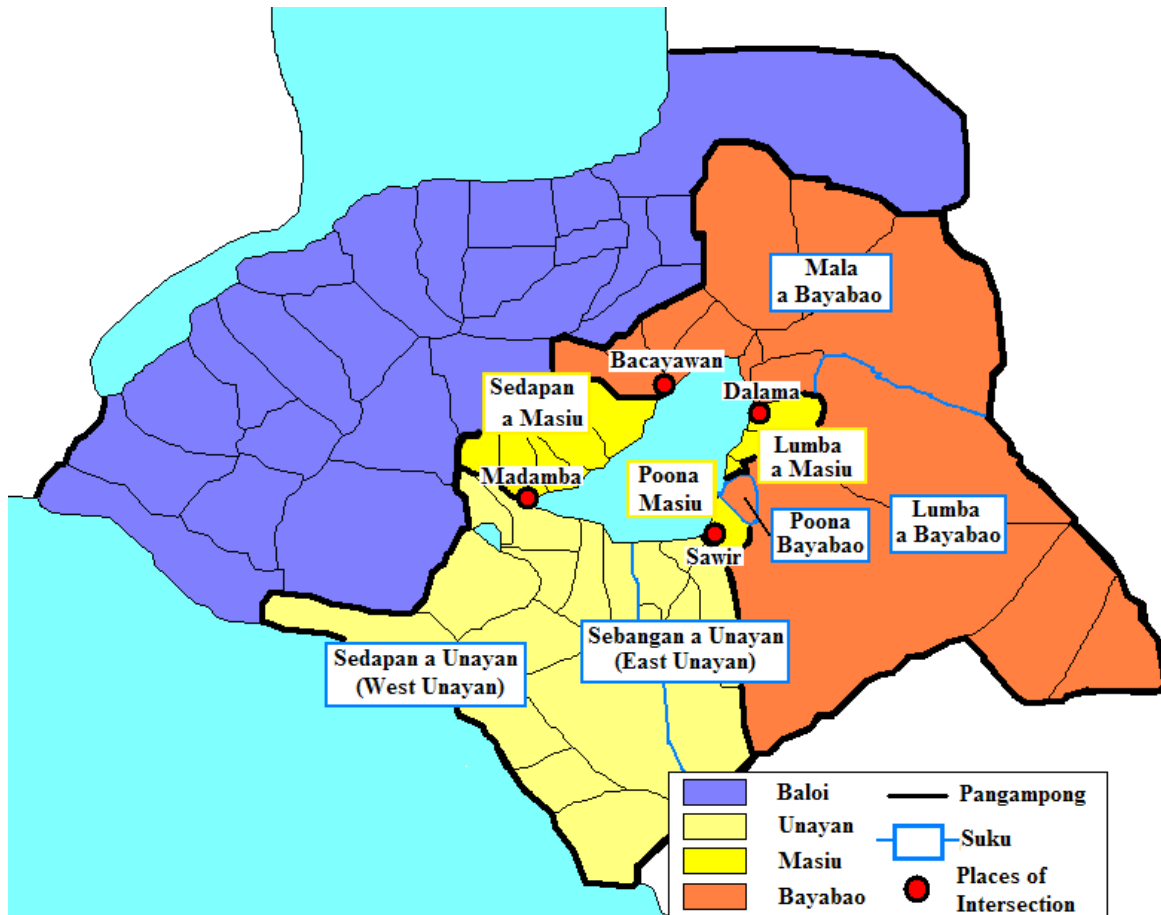 Mala
a Bayabao
Bacayawan
Dalama
Sedapan
a Masiu
Lumba
a Masiu
Madamba
Poona
Masiu
Poona
Bayabao
Lumba
a Bayabao
Sawir
Sebangan a Unayan
(East Unayan)
Sedapan a Unayan
(West Unayan)
Baloi
Unayan
Masiu
Bayabao
Pangampong
Suku
Places of
Intersection